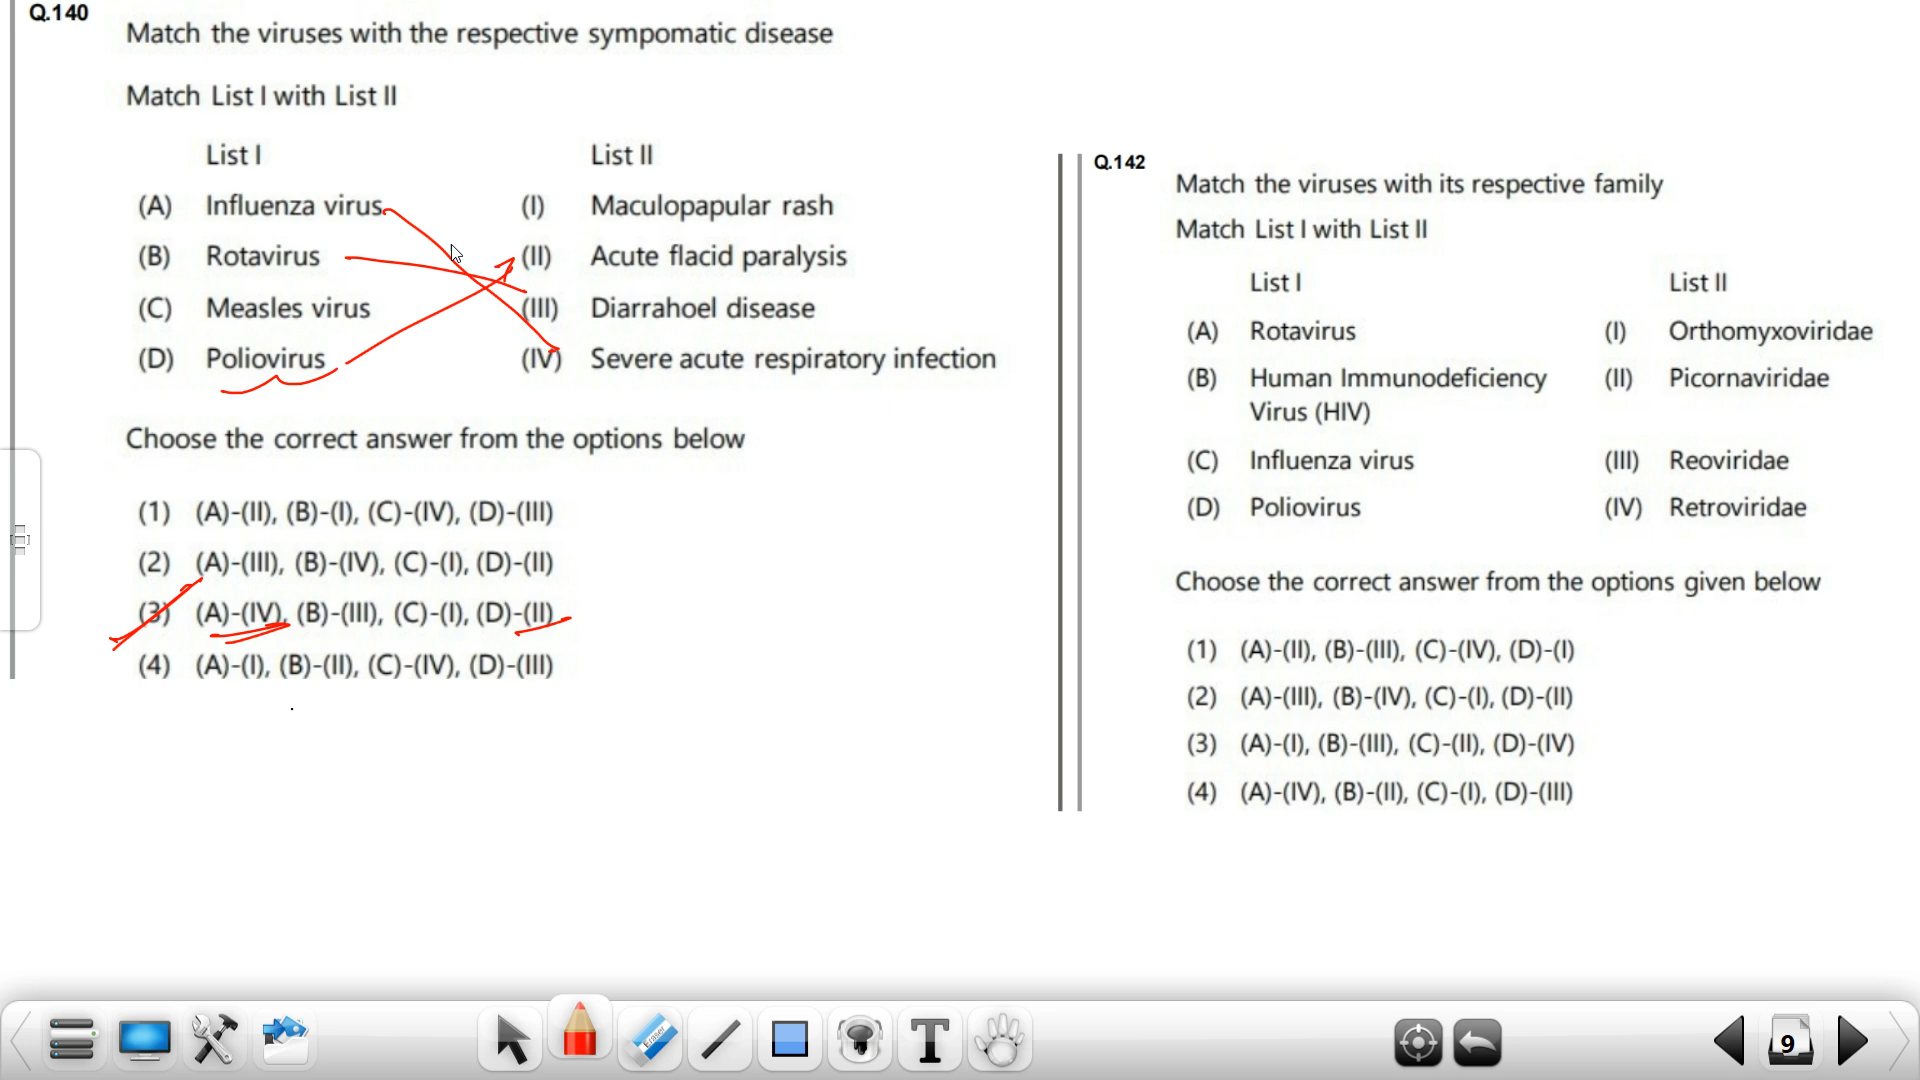 Q.140
Match the viruses with the respective sympomatic disease
Match List I with List II
List I List II
(A) Influenza virus (I) Maculopapular rash
(B) Rotavirus (II) Acute flacid paralysis
(C) Measles virus (III) Diarrahoel disease
(D) Poliovirus (IV) Severe acute respiratory infection
Choose the correct answer from the options below
(1) (A)-(II), (B)-(I), (C)-(IV), (D)-(III)
(2) (A)-(III), (B)-(IV), (C)-(I), (D)-(II)
(3) (A)-(IV), (B)-(III), (C)-(I), (D)-(II)
(4) (A)-(I), (B)-(II), (C)-(IV), (D)-(III)
Q.142
Match the viruses with its respective family
Match List I with List II
List I List II
(A) Rotavirus (I) Orthomyxoviridae
(B) Human Immunodeficiency (II) Picornaviridae
Virus (HIV)
(C) Influenza virus (III) Reoviridae
(D) Poliovirus (IV) Retroviridae
Choose the correct answer from the options given below
(1) (A)-(II), (B)-(III), (C)-(IV), (D)-(I)
(2) (A)-(III), (B)-(IV), (C)-(I), (D)-(II)
(3) (A)-(I), (B)-(III), (C)-(II), (D)-(IV)
(4) (A)-(IV), (B)-(II), (C)-(I), (D)-(III)
Eraser
T
9